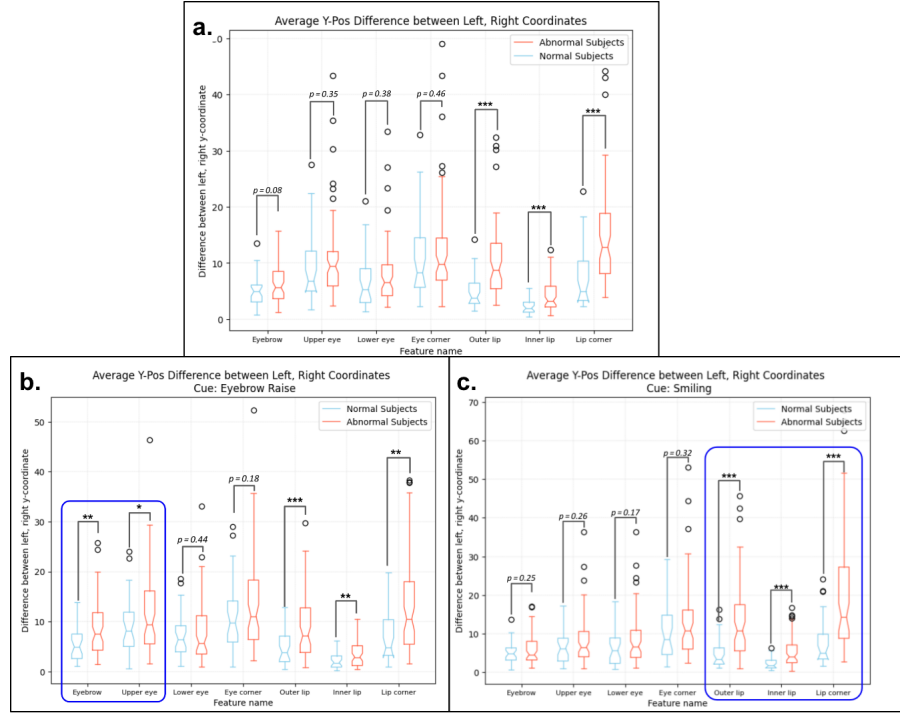 a.
Average Y-Pos Difference between Left, Right Coordinates
Abnormal Subjects
Normal Subjects
Difference between left, right y-coordinate
40
30
20
10
0
p = 0.08
p = 0.35
p = 0.38
p = 0.46
***
***
***
Eyebrow
Upper eye
Lower eye
Eye corner
Outer lip
Inner lip
Lip corner
Feature name
b.
Average Y-Pos Difference between Left, Right Coordinates
Cue: Eyebrow Raise
Normal Subjects
Abnormal Subjects
Difference between left, right y-coordinate
50
40
30
20
10
0
**
*
p = 0.44
p = 0.18
***
**
**
Eyebrow
Upper eye
Lower eye
Eye corner
Outer lip
Inner lip
Lip corner
Feature name
c.
Average Y-Pos Difference between Left, Right Coordinates
Cue: Smiling
Normal Subjects
Abnormal Subjects
Difference between left, right y-coordinate
70
60
50
40
30
20
10
0
p = 0.25
p = 0.26
p = 0.17
p = 0.32
***
***
***
Eyebrow
Upper eye
Lower eye
Eye corner
Outer lip
Inner lip
Lip corner
Feature name